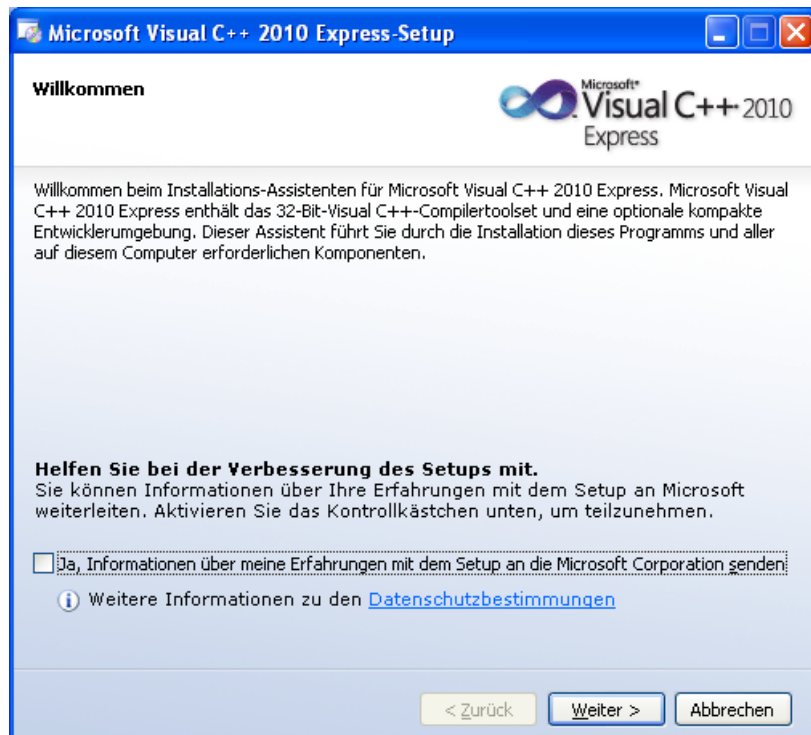 Microsoft Visual C++ 2010 Express-Setup
Willkommen
Microsoft®
Visual C++ 2010
Express
Willkommen beim Installations-Assistenten für Microsoft Visual C++ 2010 Express. Microsoft Visual
C++ 2010 Express enthält das 32-Bit-Visual C++-Compilertoolset und eine optionale kompakte
Entwicklerumgebung. Dieser Assistent führt Sie durch die Installation dieses Programms und aller
auf diesem Computer erforderlichen Komponenten.
Helfen Sie bei der Verbesserung des Setups mit.
Sie können Informationen über Ihre Erfahrungen mit dem Setup an Microsoft
weiterleiten. Aktivieren Sie das Kontrollkästchen unten, um teilzunehmen.
Ja, Informationen über meine Erfahrungen mit dem Setup an die Microsoft Corporation senden
Weitere Informationen zu den Datenschutzbestimmungen
< Zurück
Weiter >
Abbrechen